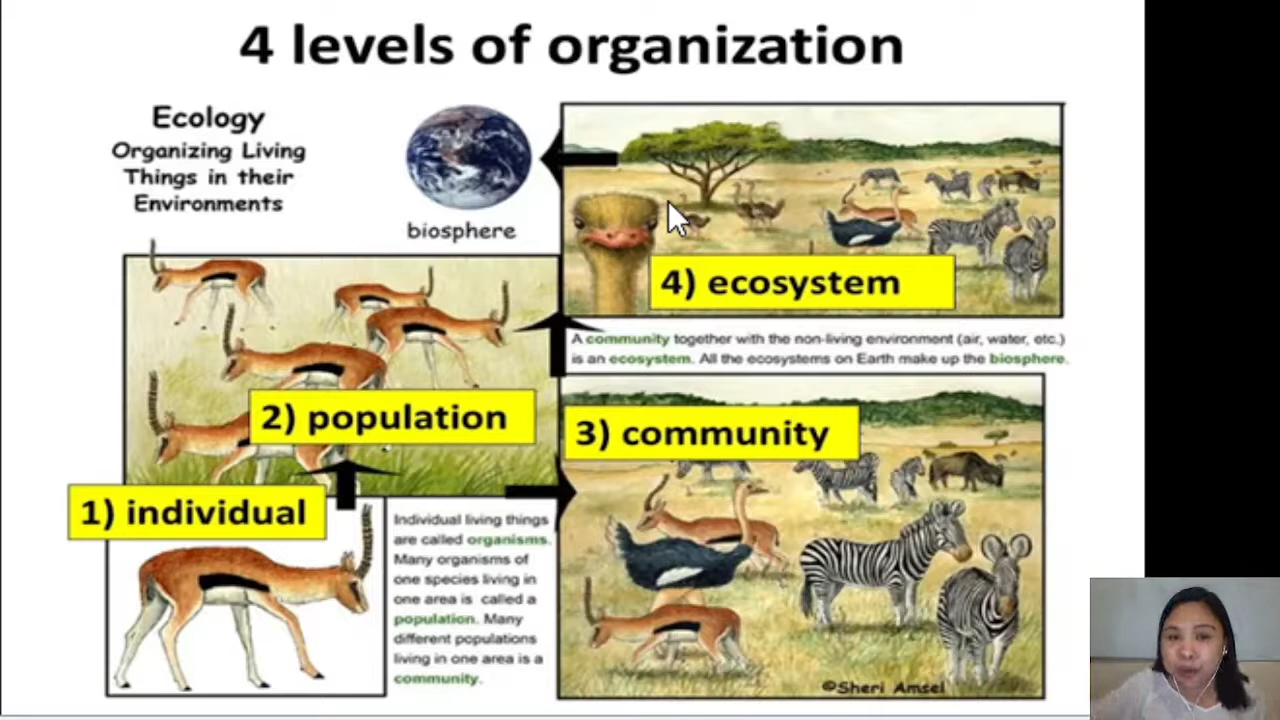 4 levels of organization
Ecology
Organizing Living
Things in their
Environments
biosphere
4) ecosystem
A community together with the non-living environment (air, water, etc.)
is an ecosystem. All the ecosystems on Earth make up the biosphere.
2) population
3) community
1) individual
Individual living things
are called organisms.
Many organisms of
one species living in
one area is called a
population. Many
different populations
living in one area is a
community.
©Sheri Amsel